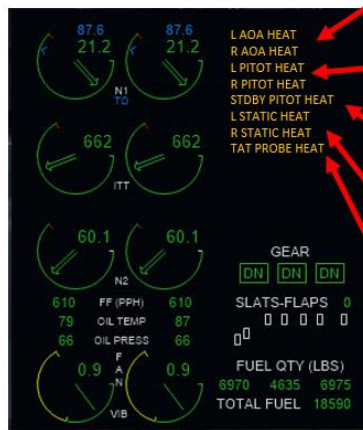 87.6 87.6
21.2 21.2
N1
TO
662 662
ITT
60.1 60.1
N2
610 FF (PPH) 610
79 OIL TEMP 87
66 OIL PRESS 66
0.9 FAN 0.9
VIB
L AOA HEAT
R AOA HEAT
L PITOT HEAT
R PITOT HEAT
STDBY PITOT HEAT
L STATIC HEAT
R STATIC HEAT
TAT PROBE HEAT
GEAR
DN DN DN
SLATS-FLAPS 0
FUEL QTY (LBS)
6970 4635 6975
TOTAL FUEL 18590